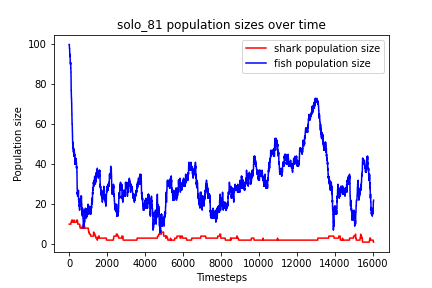 solo_81 population sizes over time
shark population size
fish population size
Population size
100
80
60
40
20
0
0 2000 4000 6000 8000 10000 12000 14000 16000
Timesteps